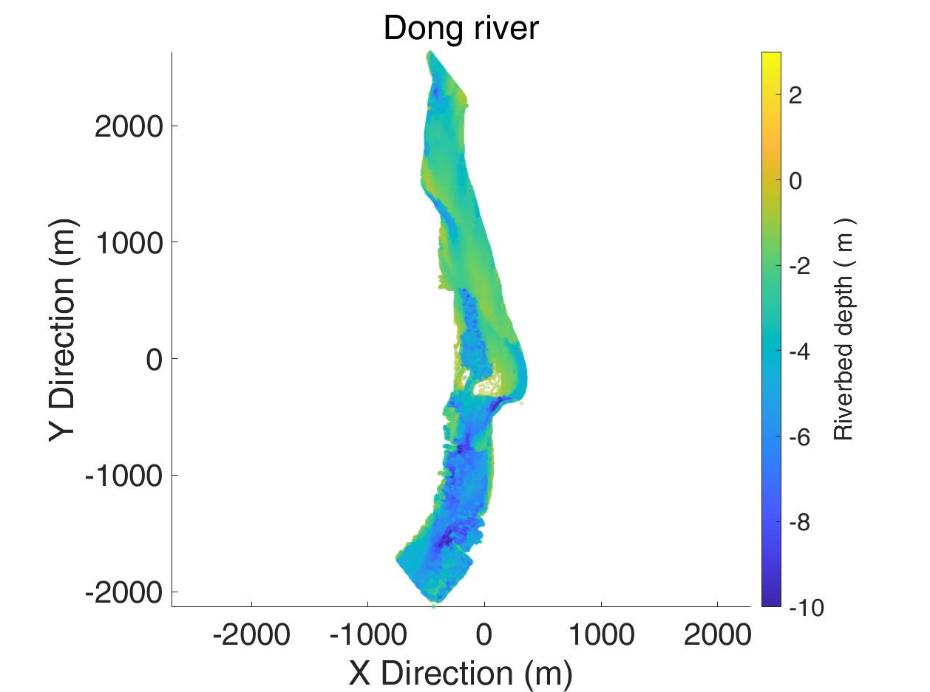 Dong river
2000
1000
0
-1000
-2000
Y Direction (m)
-2000 -1000 0 1000 2000
X Direction (m)
2
0
-2
-4
-6
-8
-10
Riverbed depth ( m )